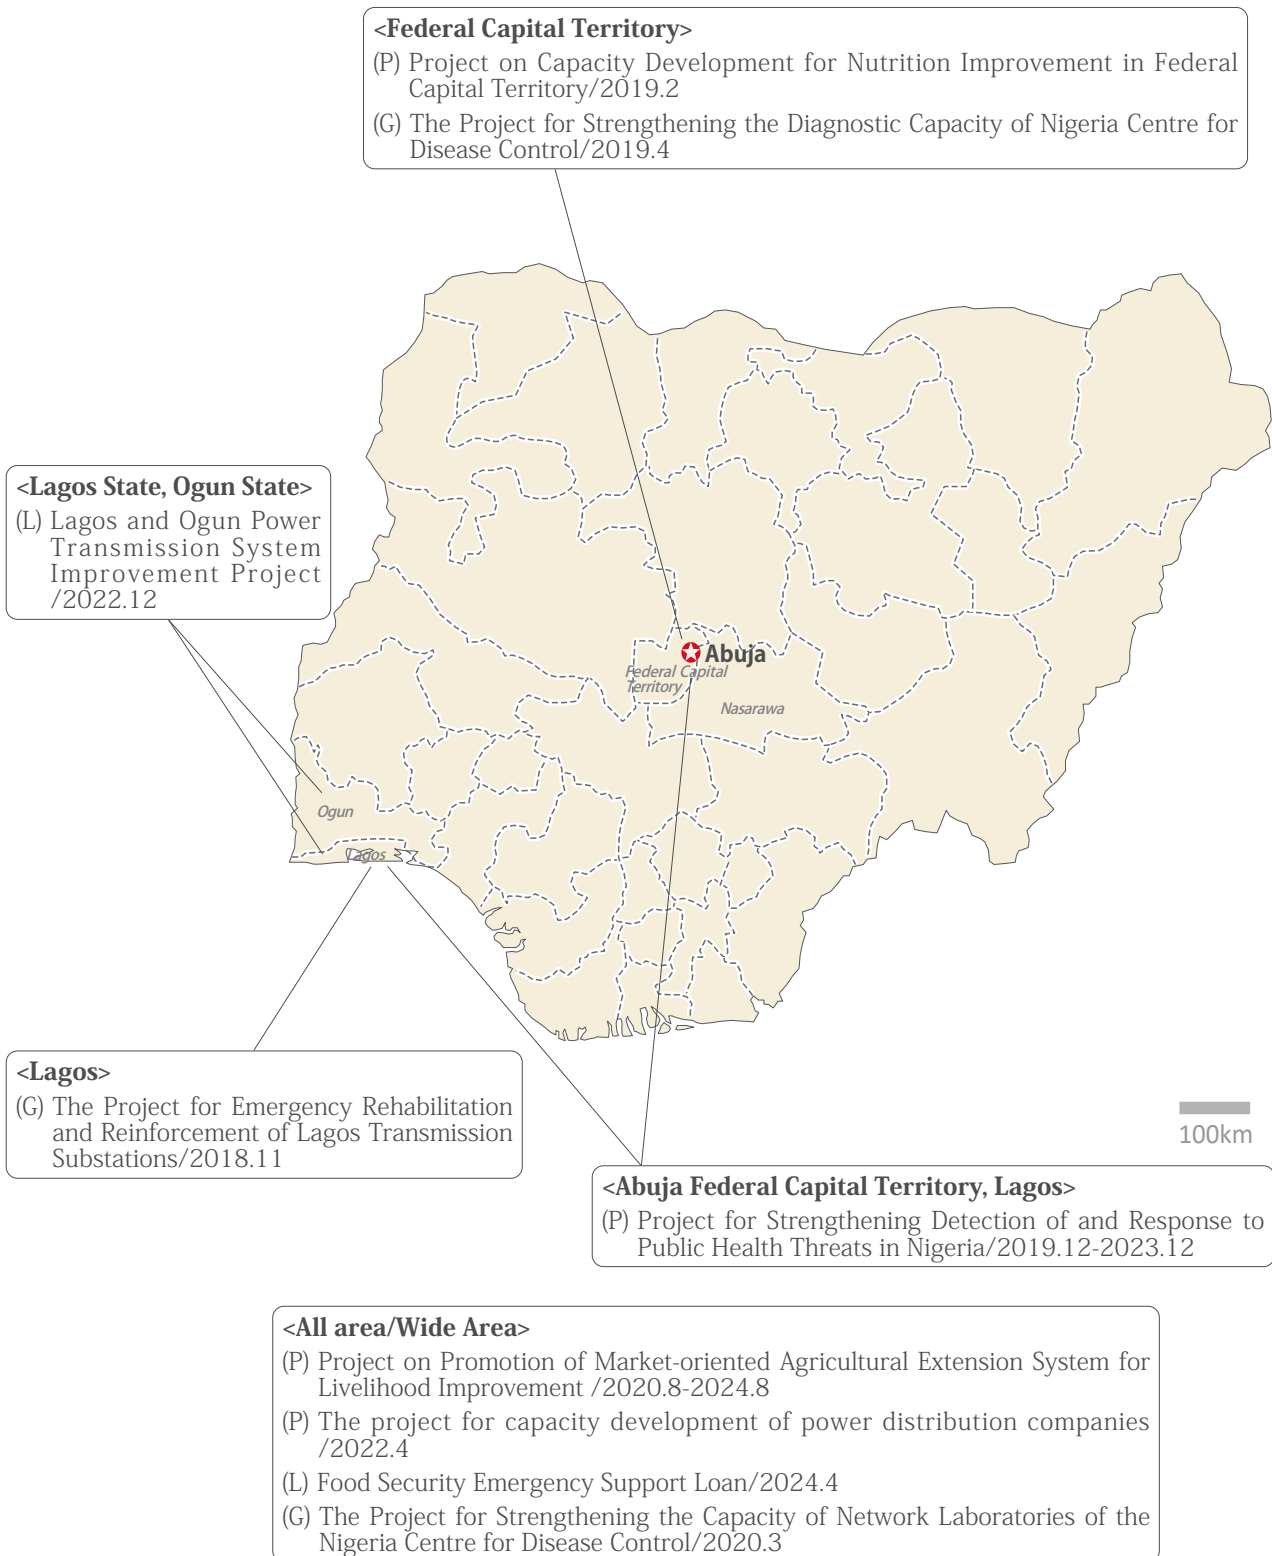 <Federal Capital Territory>
(P) Project on Capacity Development for Nutrition Improvement in Federal
Capital Territory/2019.2
(G) The Project for Strengthening the Diagnostic Capacity of Nigeria Centre for
Disease Control/2019.4
<Lagos State, Ogun State>
(L) Lagos and Ogun Power
Transmission System
Improvement Project
/2022.12
Abuja
Federal Capital
Territory
Nasarawa
Ogun
Lagos
<Lagos>
(G) The Project for Emergency Rehabilitation
and Reinforcement of Lagos Transmission
Substations/2018.11
100km
<Abuja Federal Capital Territory, Lagos>
(P) Project for Strengthening Detection of and Response to
Public Health Threats in Nigeria/2019.12-2023.12
<All area/Wide Area>
(P) Project on Promotion of Market-oriented Agricultural Extension System for
Livelihood Improvement /2020.8-2024.8
(P) The project for capacity development of power distribution companies
/2022.4
(L) Food Security Emergency Support Loan/2024.4
(G) The Project for Strengthening the Capacity of Network Laboratories of the
Nigeria Centre for Disease Control/2020.3